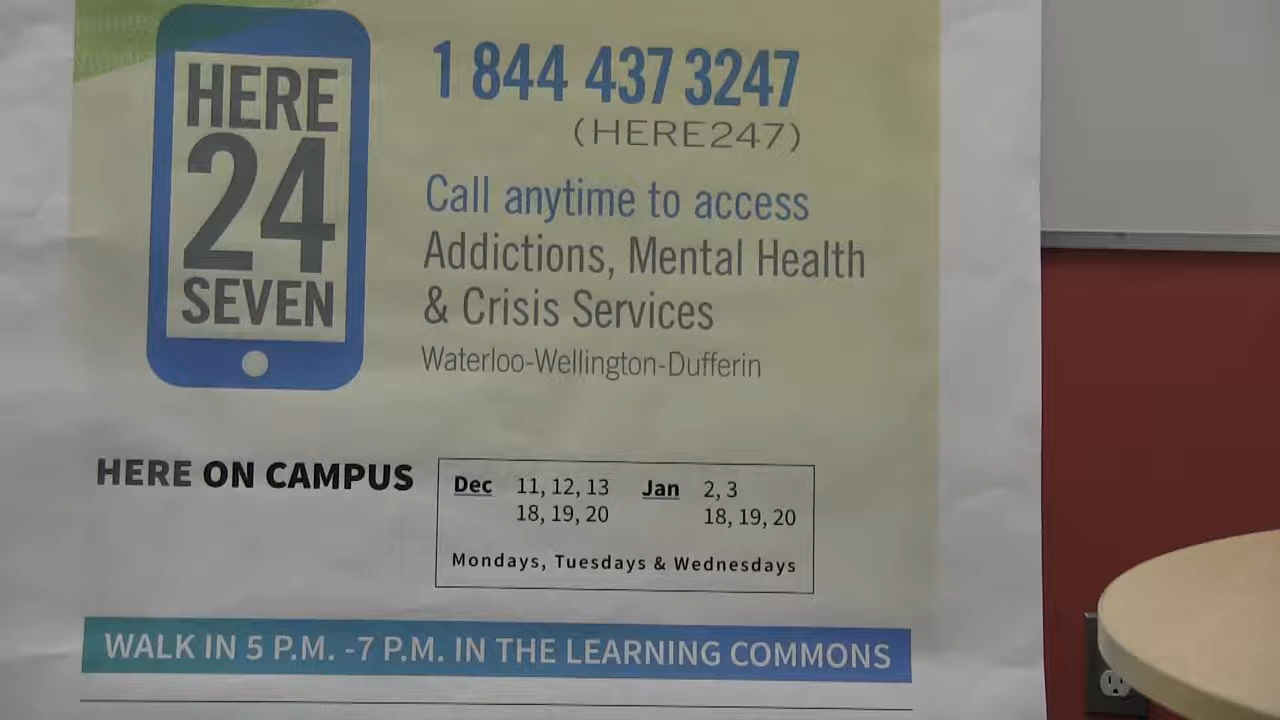 HERE
24
SEVEN
1 844 437 3247
(HERE247)
Call anytime to access
Addictions, Mental Health
& Crisis Services
Waterloo-Wellington-Dufferin
HERE ON CAMPUS
Dec 11, 12, 13 Jan 2, 3
18, 19, 20 18, 19, 20
Mondays, Tuesdays & Wednesdays
WALK IN 5 P.M. -7 P.M. IN THE LEARNING COMMONS